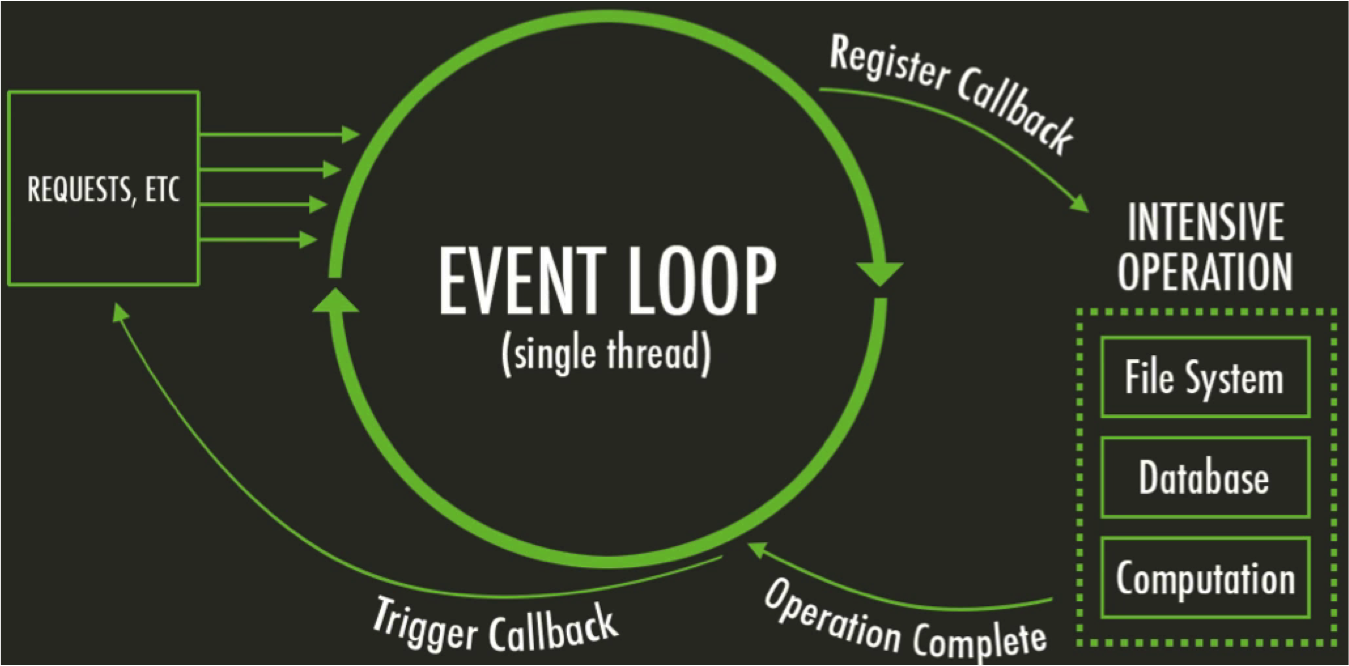 Register Callback
REQUESTS, ETC
INTENSIVE
OPERATION
EVENT LOOP
(single thread)
File System
Database
Computation
Trigger Callback
Operation Complete